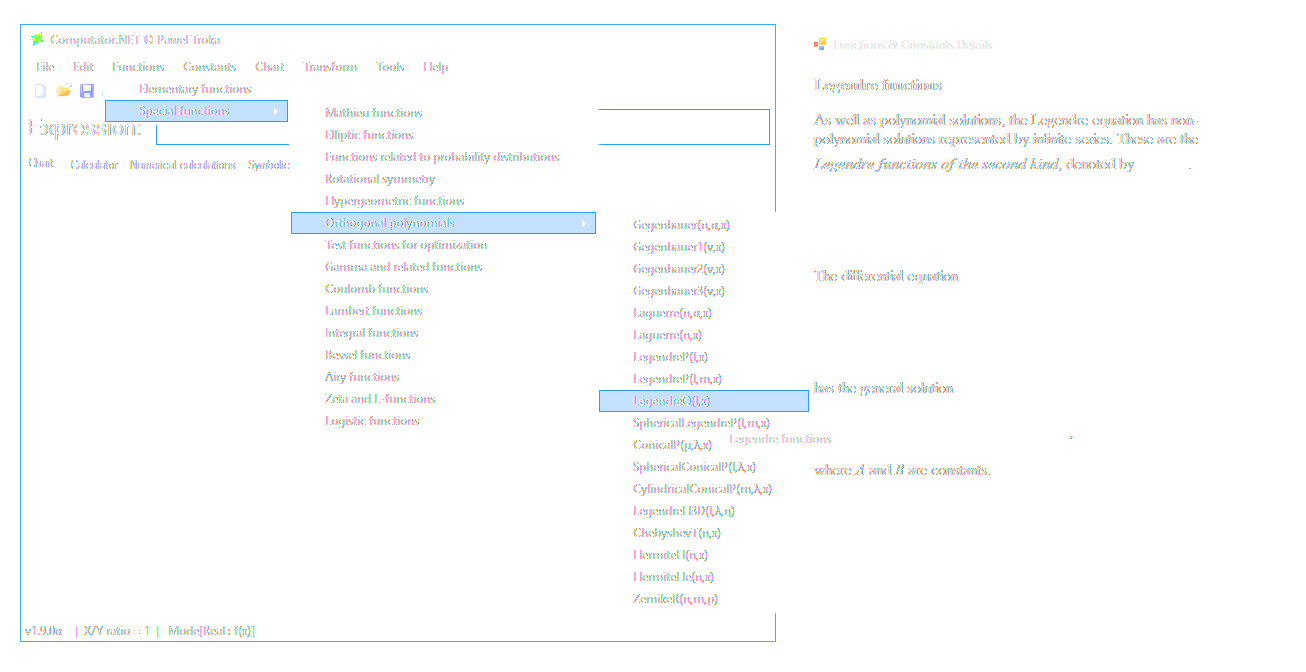 Computator.NET © Pawel Troka
File Edit Functions Constants Chart Transform Tools Help
Elementary functions
Special functions
Expression:
Chart Calculator Numerical calculations Symbolic
Mathieu functions
Elliptic functions
Functions related to probability distributions
Rotational symmetry
Hypergeometric functions
Orthogonal polynomials
Test functions for optimization
Gamma and related functions
Coulomb functions
Lambert functions
Integral functions
Bessel functions
Airy functions
Zeta and L-functions
Logistic functions
Gegenbauer(n,α,x)
Gegenbauer1(v,x)
Gegenbauer2(v,x)
Gegenbauer3(v,x)
Laguerre(n,α,x)
Laguerre(n,x)
LegendreP(l,x)
LegendreP(l,m,x)
LegendreQ(l,x)
SphericalLegendreP(l,m,x)
ConicalP(μ,λ,x)
SphericalConicalP(l,λ,x)
CylindricalConicalP(m,λ,x)
LegendreH3D(l,λ,η)
ChebyshevT(n,x)
HermiteH(n,x)
HermiteHe(n,x)
ZernikeR(n,m,ρ)
Legendre functions
v1.9.0α | X/Y ratio = 1 | Mode[Real : f(x)]
Functions & Constants Details
Legendre functions
As well as polynomial solutions, the Legendre equation has non-
polynomial solutions represented by infinite series. These are the
Legendre functions of the second kind, denoted by .
The differential equation
has the general solution
,
where A and B are constants.